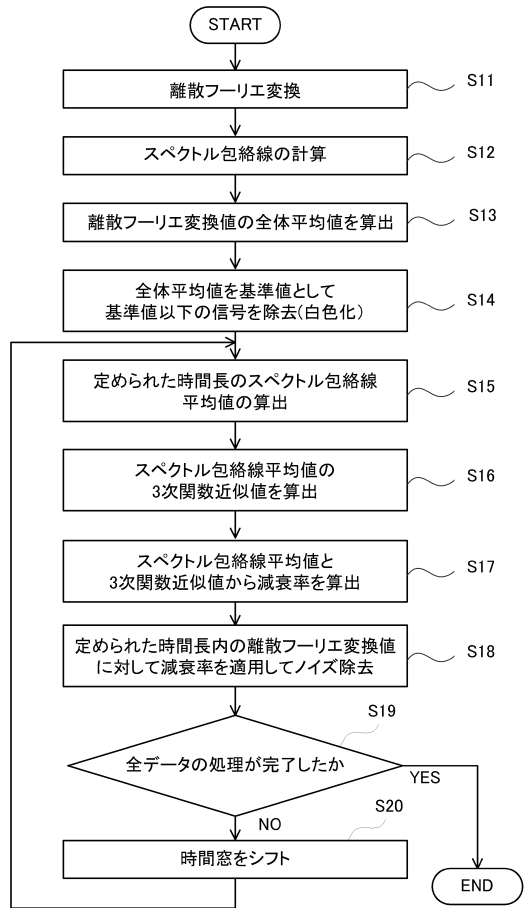 START
離散フーリエ変換
S11
スペクトル包絡線の計算
S12
離散フーリエ変換値の全体平均値を算出
S13
全体平均値を基準値として
基準値以下の信号を除去(白色化)
S14
定められた時間長のスペクトル包絡線
平均値の算出
S15
スペクトル包絡線平均値の
3次関数近似値を算出
S16
スペクトル包絡線平均値と
3次関数近似値から減衰率を算出
S17
定められた時間長内の離散フーリエ変換値
に対して減衰率を適用してノイズ除去
S18
S19
全データの処理が完了したか
YES
NO
S20
時間窓をシフト
END